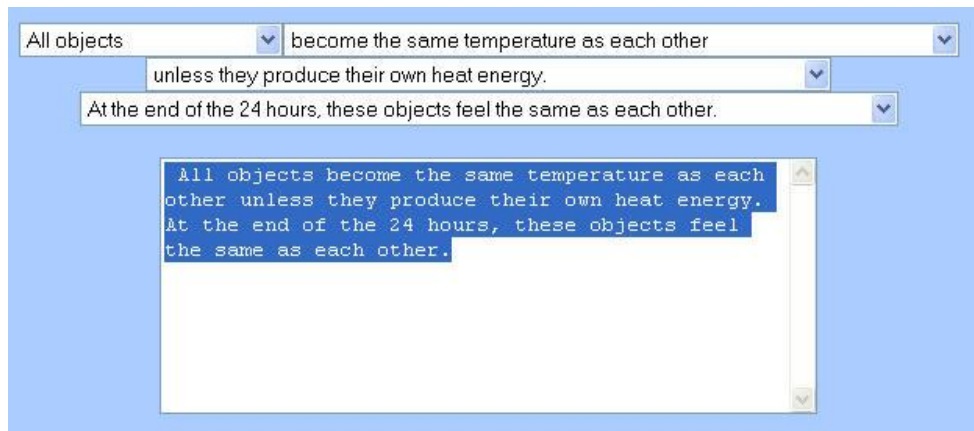 All objects become the same temperature as each other
unless they produce their own heat energy.
At the end of the 24 hours, these objects feel the same as each other.
All objects become the same temperature as each
other unless they produce their own heat energy.
At the end of the 24 hours, these objects feel
the same as each other.